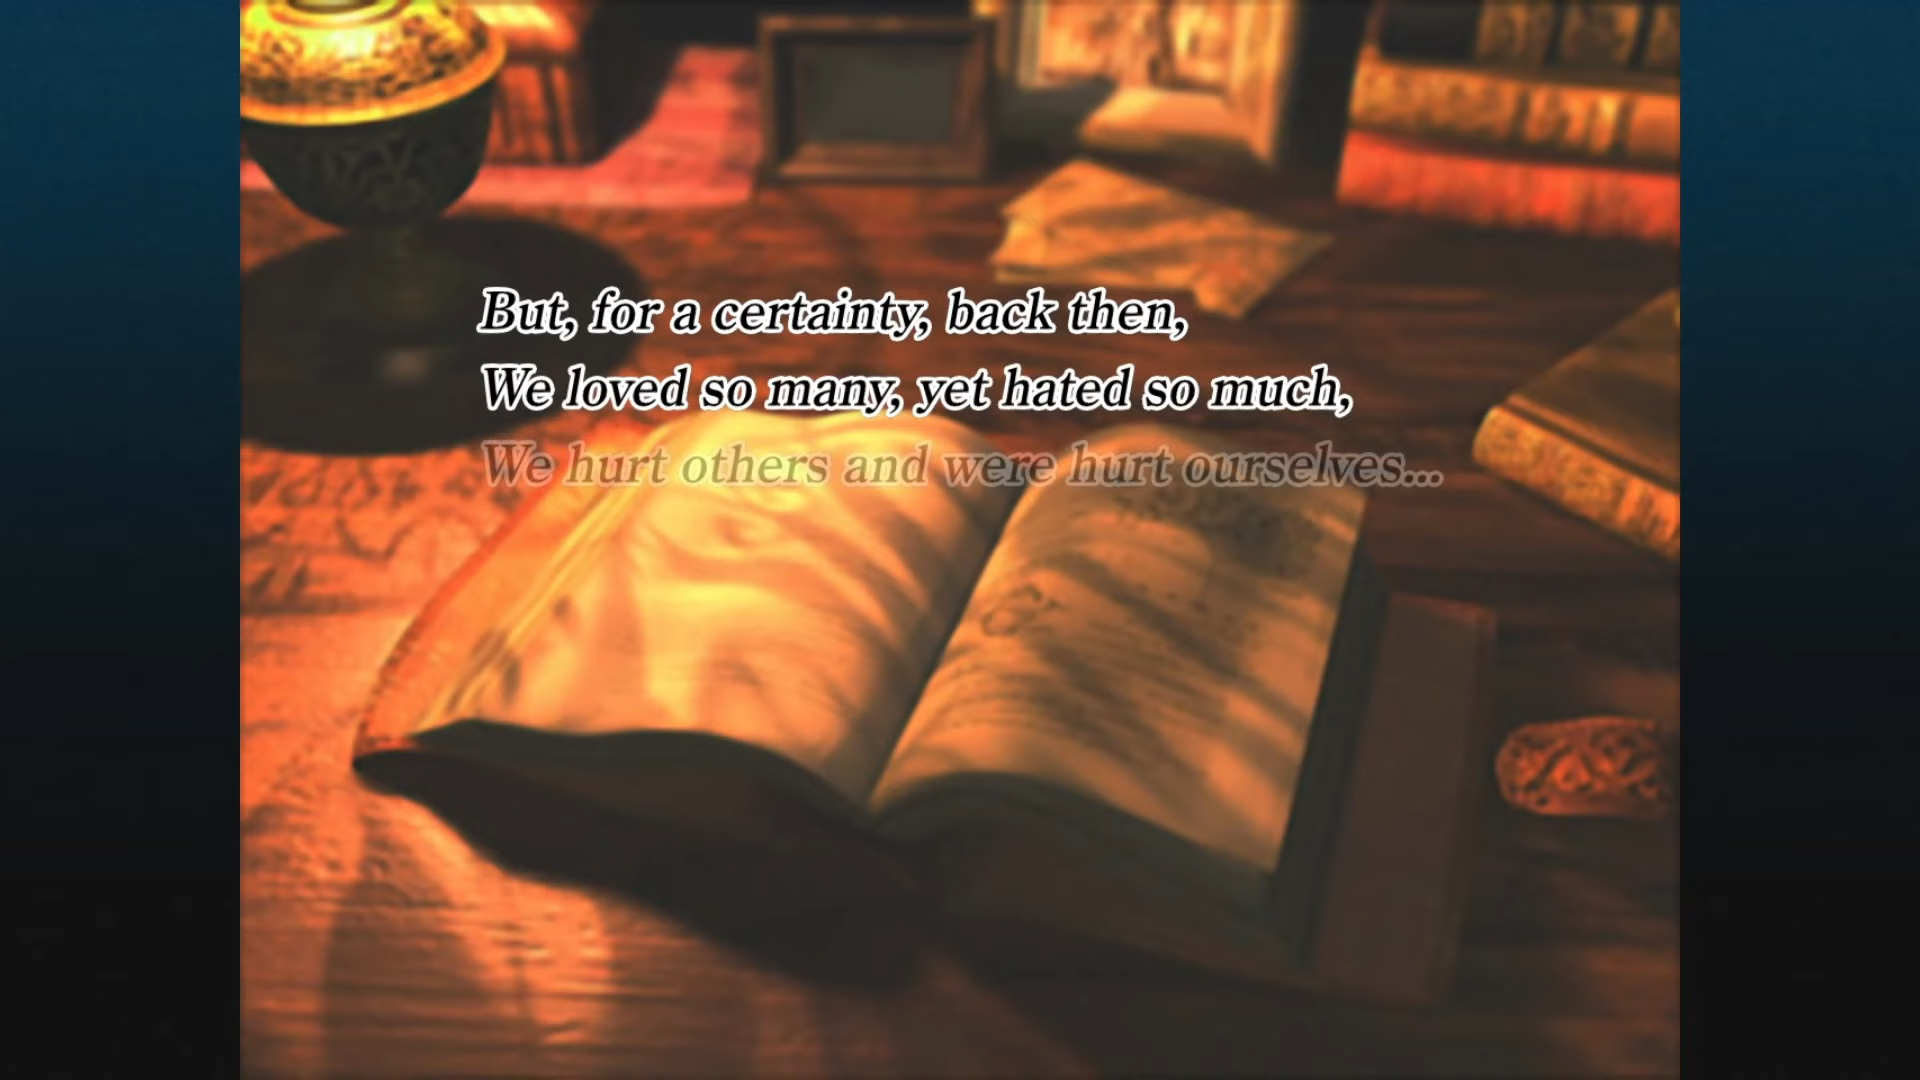 But, for a certainty, back then,
We loved so many, yet hated so much,
We hurt others and were hurt ourselves...